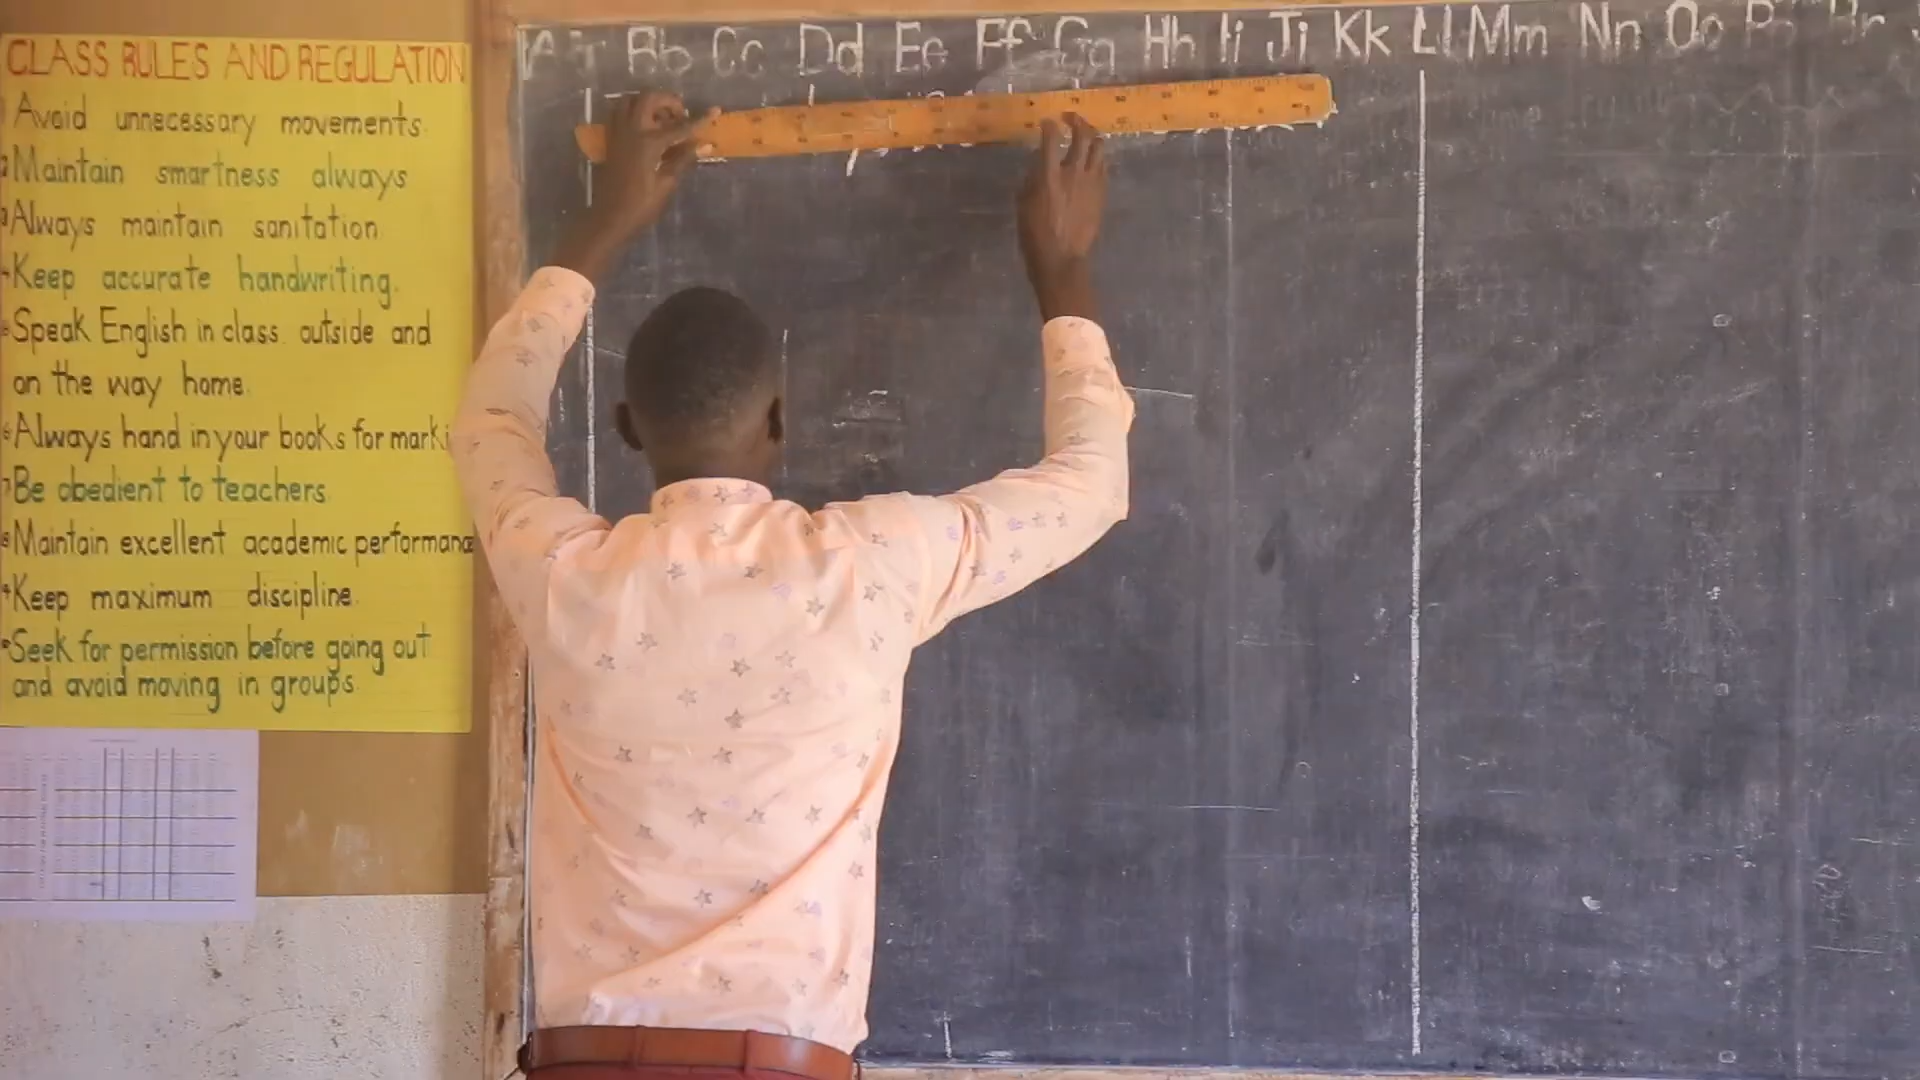 CLASS RULES AND REGULATION
Avoid unnecessary movements.
Maintain smartness always
Always maintain sanitation
Keep accurate handwriting.
Speak English in class outside and
on the way home.
Always hand in your books for marki
7 Be obedient to teachers
Maintain excellent academic performanc
Keep maximum discipline.
Seek for permission before going out
and avoid moving in groups.
Bb Cc Dd Ee Ff Gg Hh Ii Jj Kk Ll Mm Nn Oo